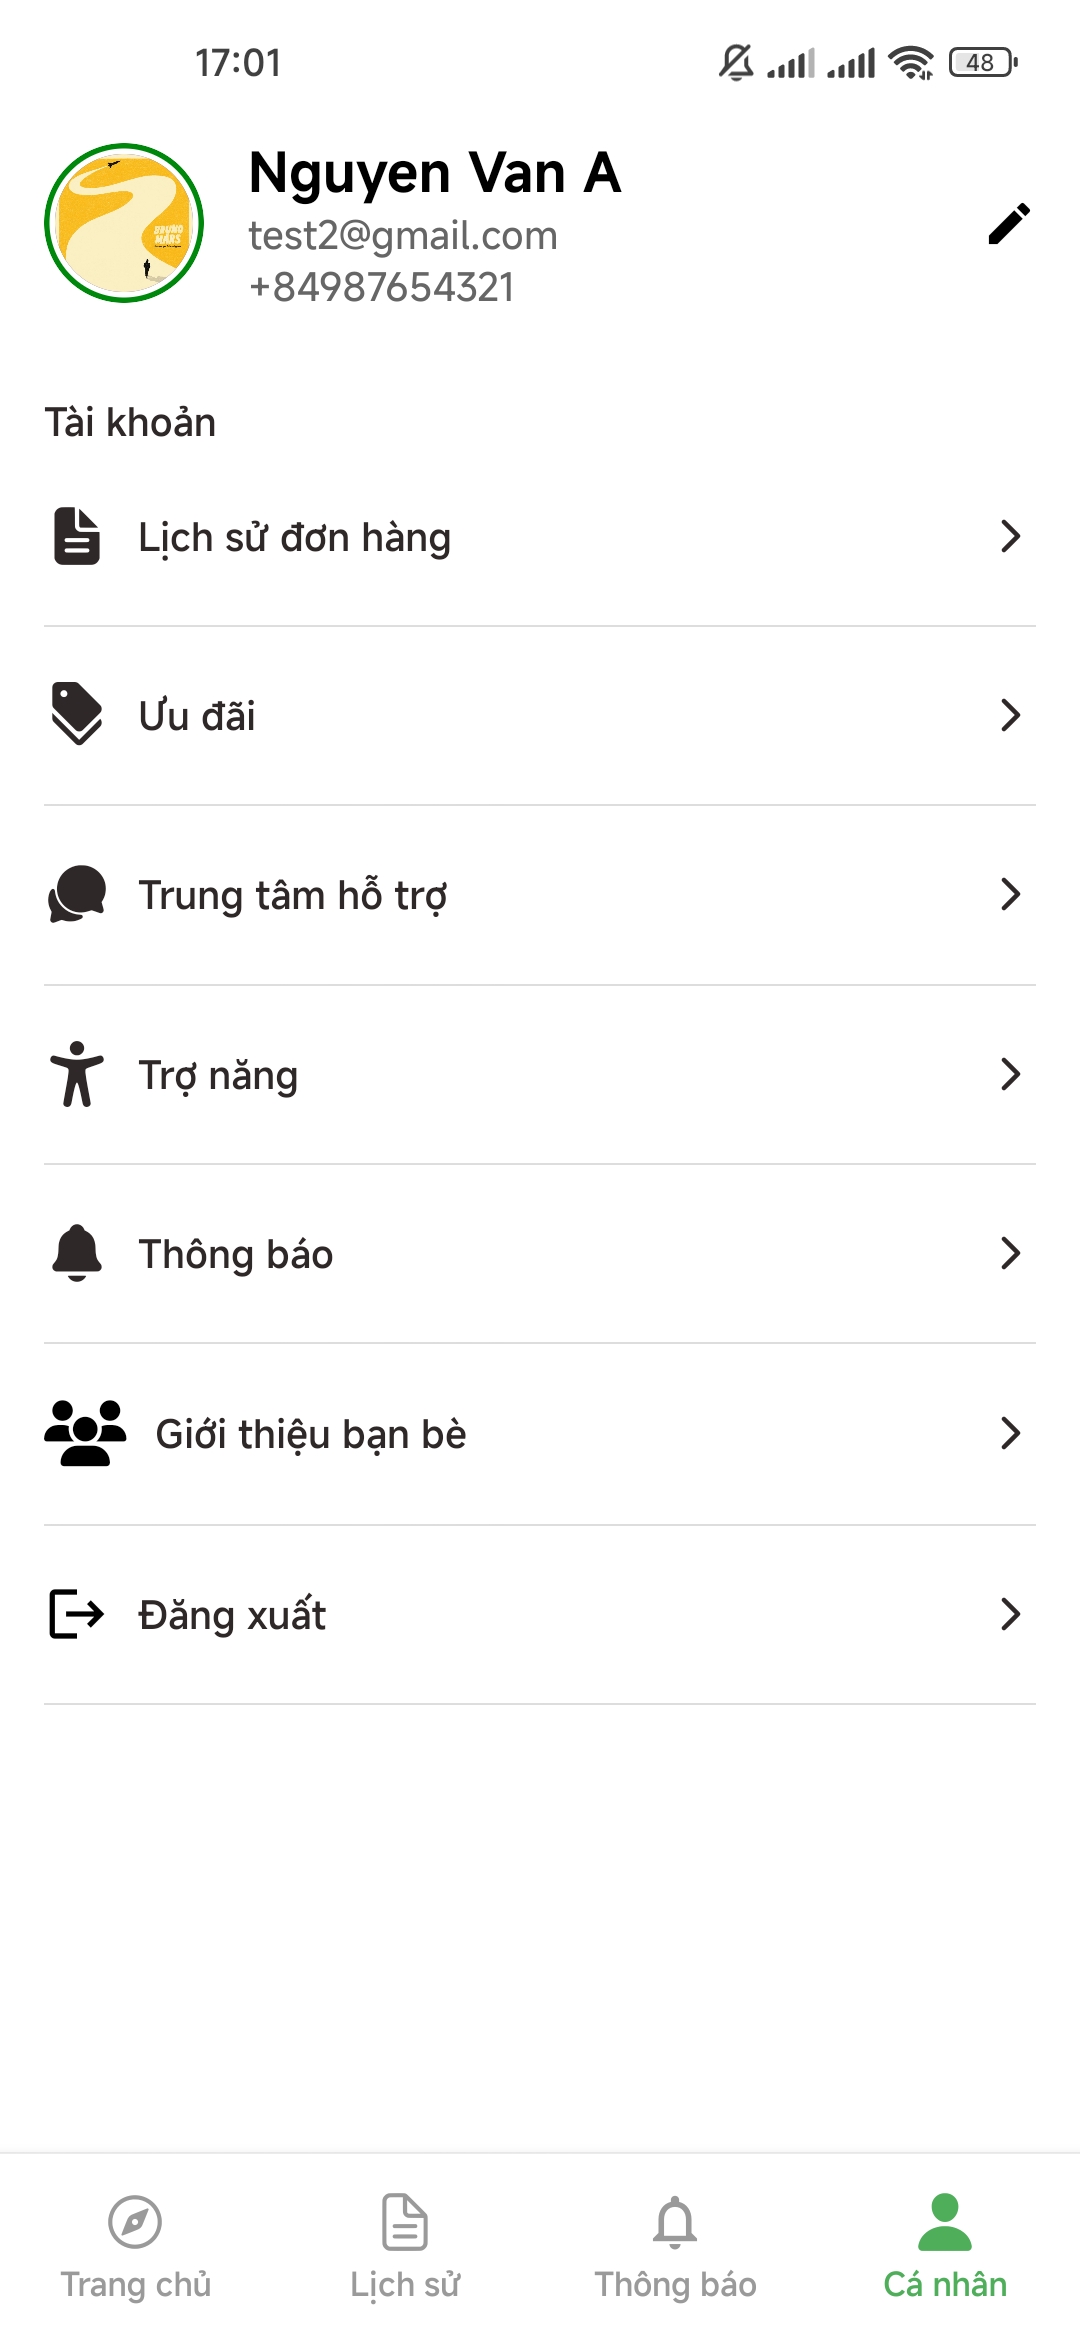 17:01
48
Nguyen Van A
test2@gmail.com
+84987654321
BRUNO
MARS
Tài khoản
Lịch sử đơn hàng
Ưu đãi
Trung tâm hỗ trợ
Trợ năng
Thông báo
Giới thiệu bạn bè
Đăng xuất
Trang chủ
Lịch sử
Thông báo
Cá nhân